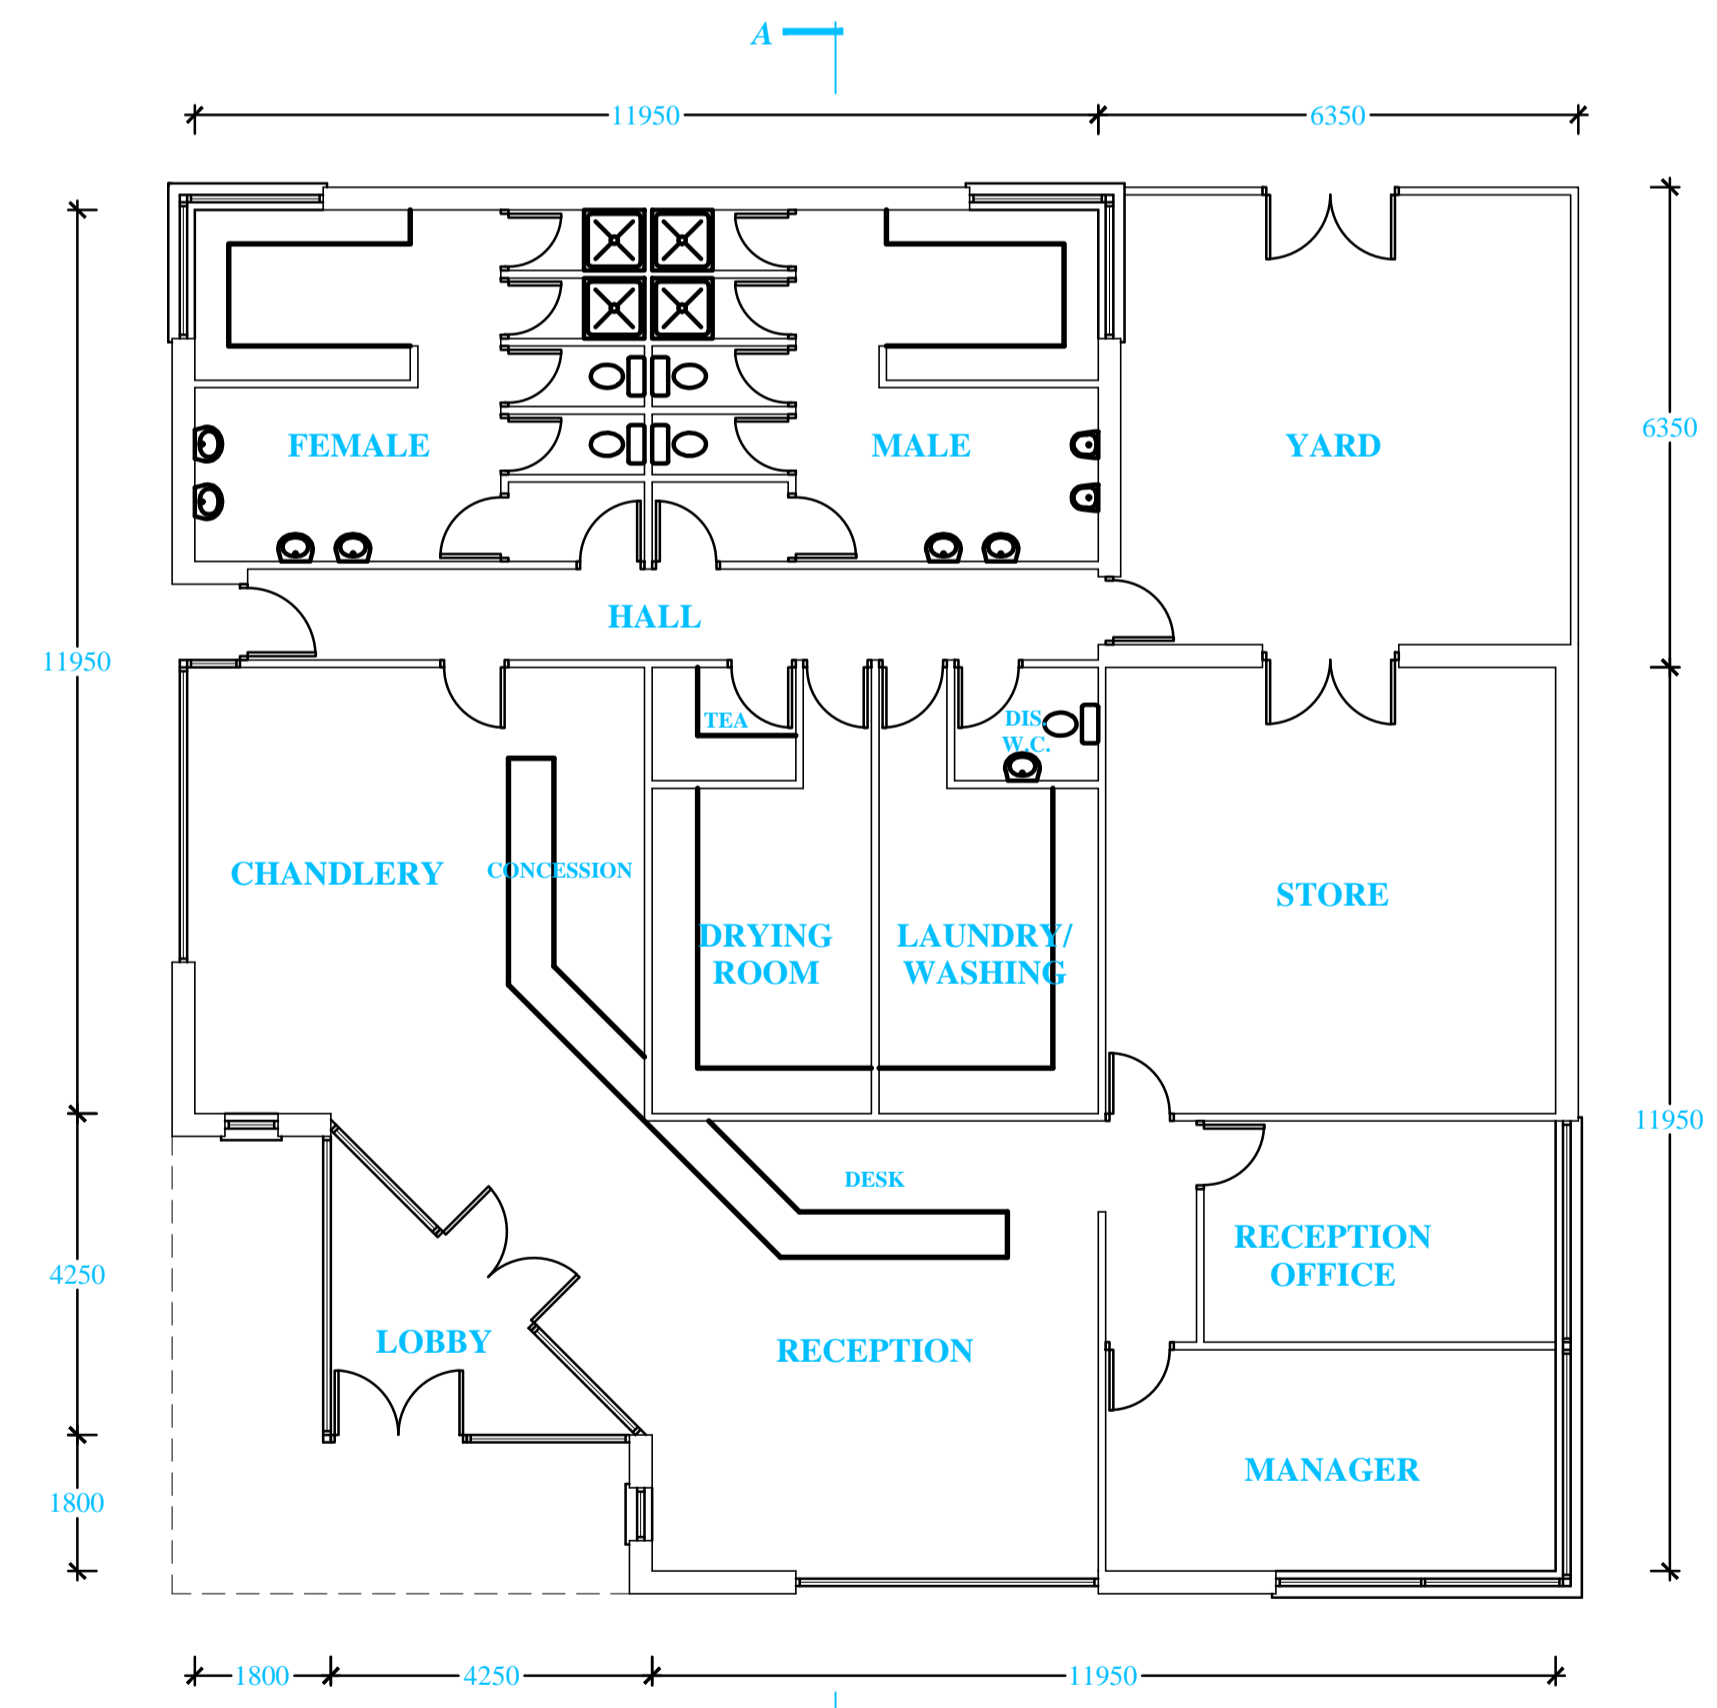 A
11950
6350
FEMALE
MALE
YARD
6350
HALL
11950
TEA
DIS.
W.C.
CHANDLERY
CONCESSION
STORE
DRYING
ROOM
LAUNDRY/
WASHING
11950
DESK
RECEPTION
OFFICE
4250
LOBBY
RECEPTION
MANAGER
1800
1800
4250
11950